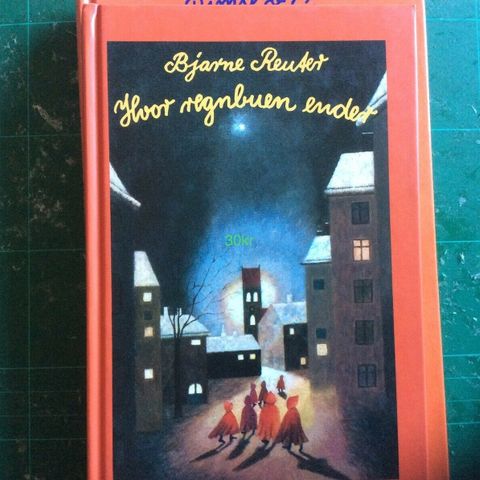 Bjarne Reuter
Hvor regnbuen ender
30kr